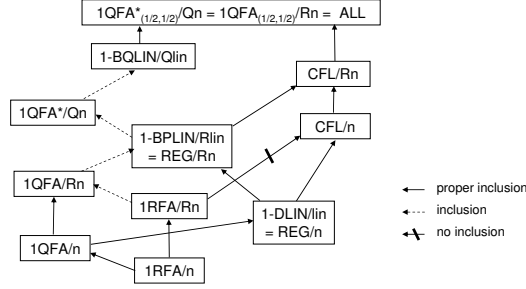 1QFA*(1/2,1/2)/Qn = 1QFA(1/2,1/2)/Rn = ALL
1-BQLIN/Qlin
CFL/Rn
1QFA*/Qn
1-BPLIN/Rlin
= REG/Rn
CFL/n
1QFA/Rn
1RFA/Rn
1-DLIN/lin
= REG/n
1QFA/n
1RFA/n
proper inclusion
inclusion
no inclusion